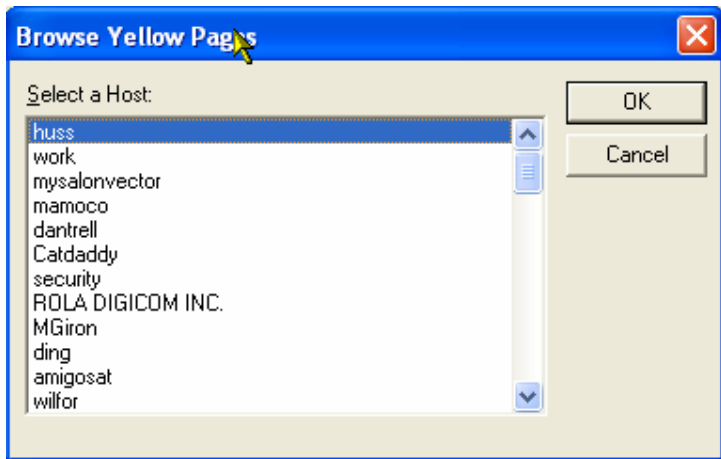 Browse Yellow Pages
Select a Host:
OK
huss
work
Cancel
mysalonvector
mamoco
dantrell
Catdaddy
security
ROLA DIGICOM INC.
MGiron
ding
amigosat
wilfor